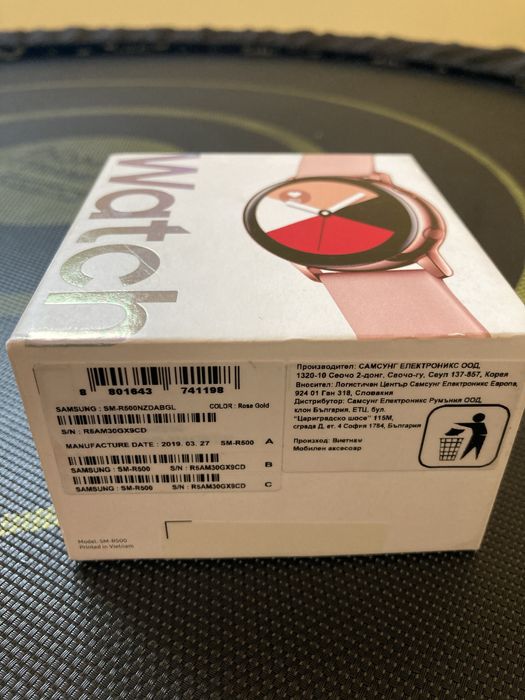 Watch
8 801643 741198
SAMSUNG : SM-R500NZDABGL COLOR : Rose Gold
S/N : R5AM30GX9CD
MANUFACTURE DATE : 2019. 03. 27 SM-R500 A
B
SAMSUNG : SM-R500 S/N : R5AM30GX9CD
C
SAMSUNG : SM-R500 S/N : R5AM30GX9CD
Model: SM-R500
Printed in Vietnam
Производител: САМСУНГ ЕЛЕКТРОНИКС ООД,
1320-10 Сеочо 2-донг, Сеочо-гу, Сеул 137-857, Корея
Вносител: Логистичан Център Самсунг Електроникс Европа,
924 01 Ган 318, Словакия
Дистрибутор: Самсунг Електроникс Румъния ООД,
клон България, ЕТЦ, бул.
"Цариградско шосе" 115М,
сграда Д, ет. 4 София 1784, България
Произход: Виетнам
Мобилен аксесоар